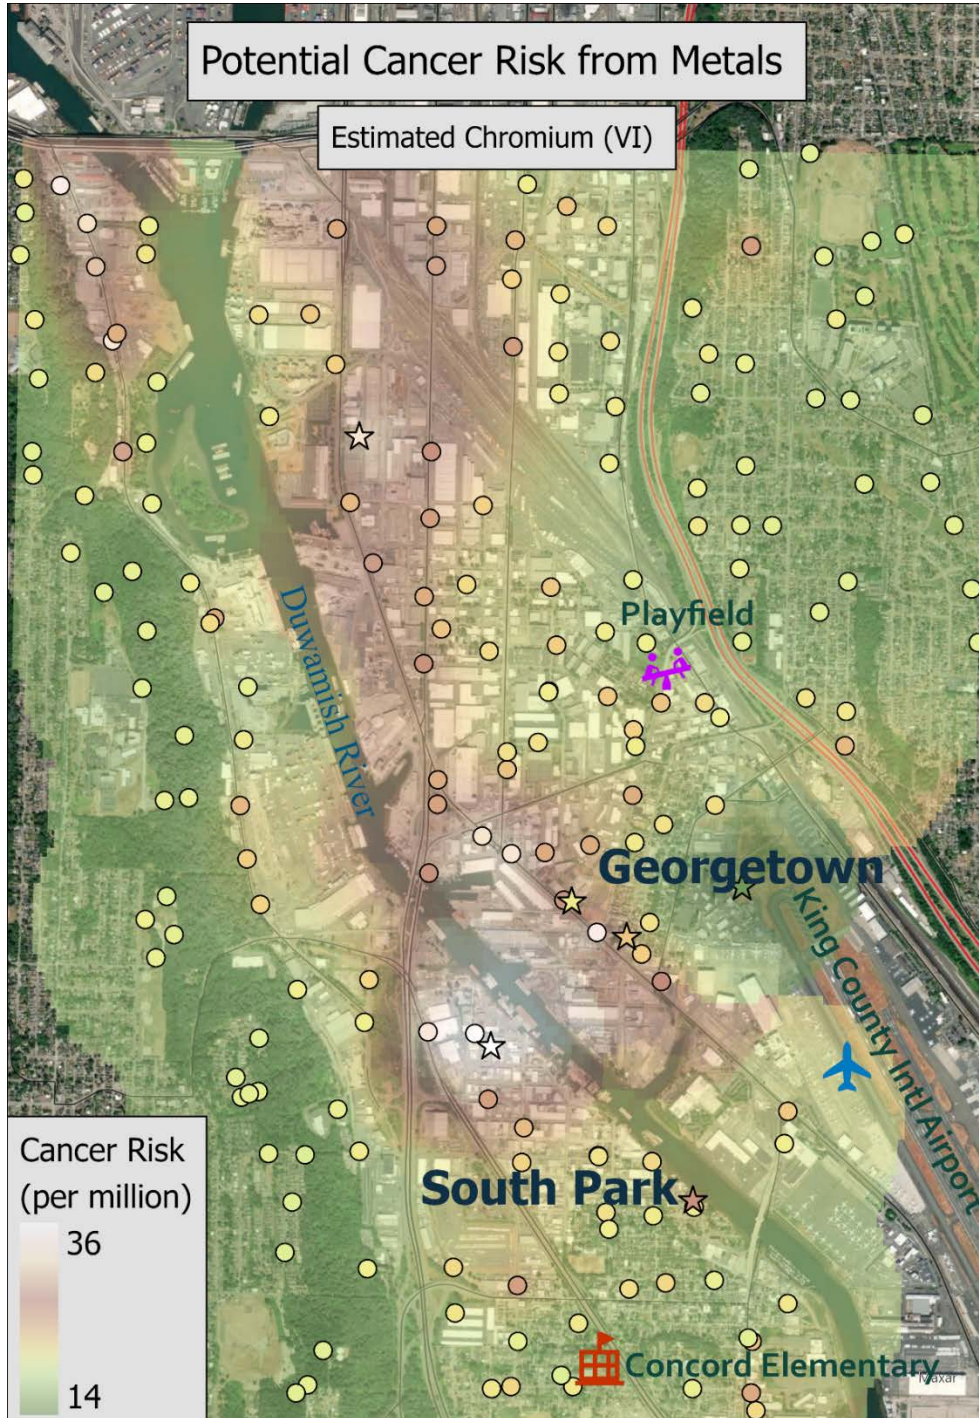 Potential Cancer Risk from Metals
Estimated Chromium (VI)
Duwamish River
Playfield
Georgetown
King County Intl Airport
South Park
Concord Elementary
Cancer Risk
(per million)
36
14
Maxar